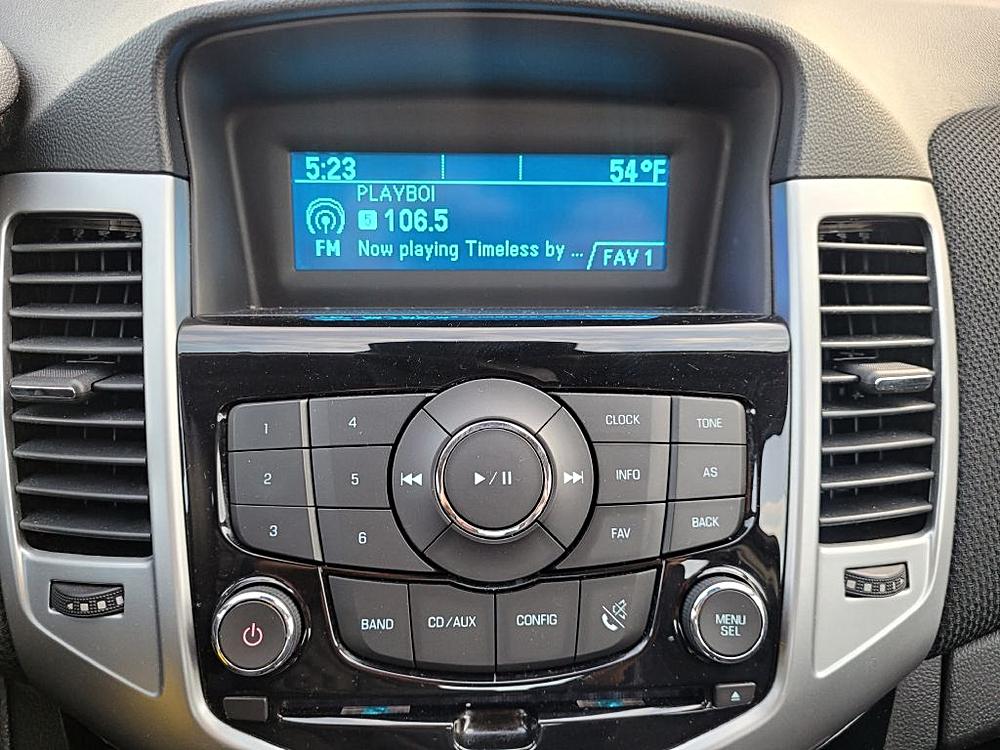 5:23 54°F
PLAYBOI
5 106.5
FM Now playing Timeless by ... FAV 1
1 4 CLOCK TONE
2 5 INFO AS
3 6 FAV BACK
BAND CD/AUX CONFIG
MENU
SEL